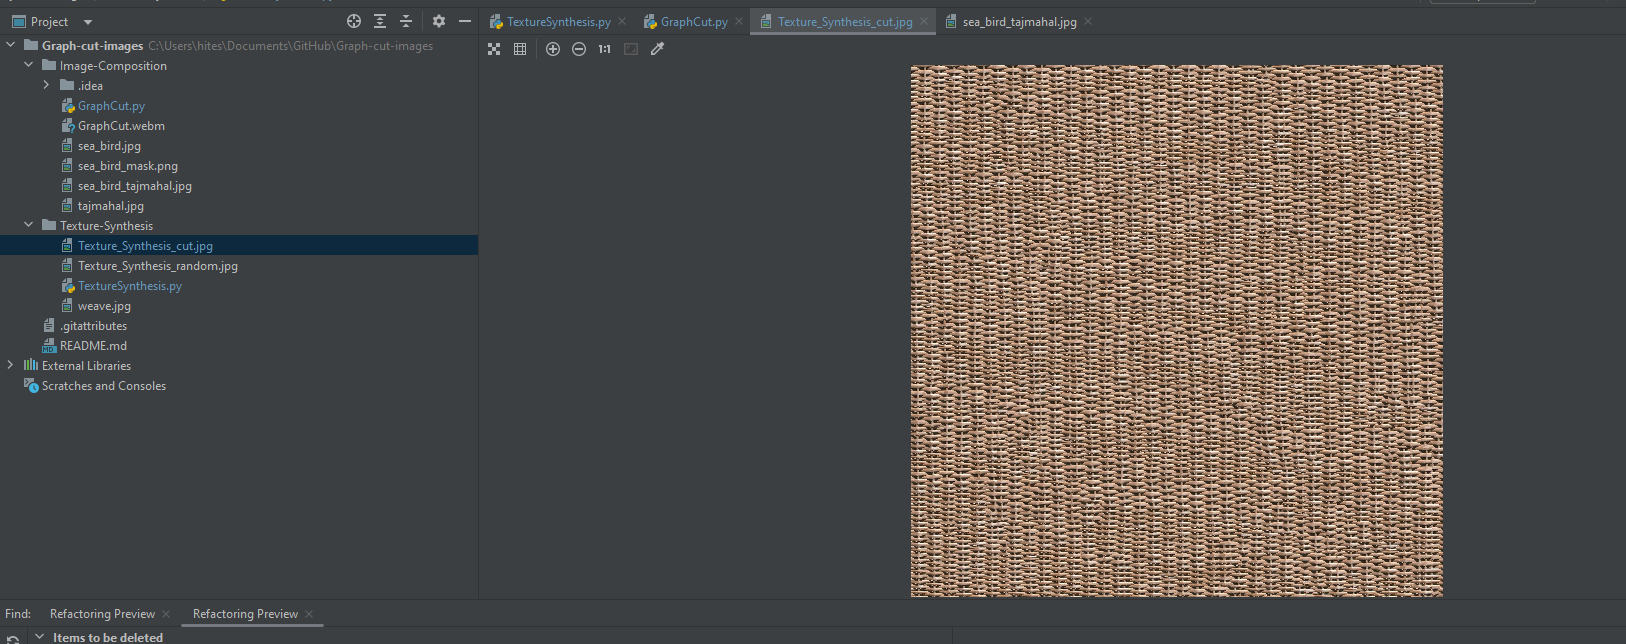 Project
TextureSynthesis.py
GraphCut.py
Texture_Synthesis_cut.jpg
sea_bird_tajmahal.jpg
1:1
Graph-cut-images C:\Users\hites\Documents\GitHub\Graph-cut-images
Image-Composition
.idea
GraphCut.py
GraphCut.webm
sea_bird.jpg
sea_bird_mask.png
sea_bird_tajmahal.jpg
tajmahal.jpg
Texture-Synthesis
Texture_Synthesis_cut.jpg
Texture_Synthesis_random.jpg
TextureSynthesis.py
weave.jpg
.gitattributes
README.md
External Libraries
Scratches and Consoles
Find: Refactoring Preview Refactoring Preview
Items to be deleted